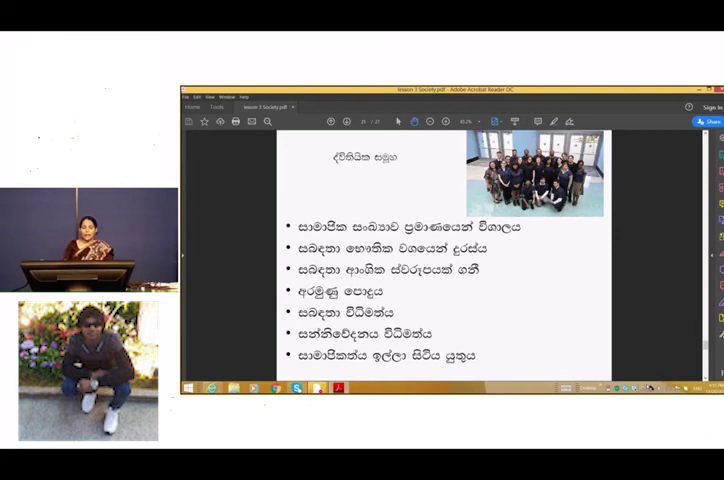 lesson 3 Society.pdf - Adobe Acrobat Reader DC
File Edit View Window Help
Home Tools lesson 3 Society.pdf × Sign In
Share
ද්විතීයික සමූහ
• සාමාජික සංඛ්‍යාව ප්‍රමාණයෙන් විශාලය
• සබඳතා භෞතික වශයෙන් දුරස්ය
• සබඳතා ආංශික ස්වරූපයක් ගනී
• අරමුණු පොදුය
• සබඳතා විධිමත්ය
• සන්නිවේදනය විධිමත්ය
• සාමාජිකත්ය ඉල්ලා සිටිය යුතුය